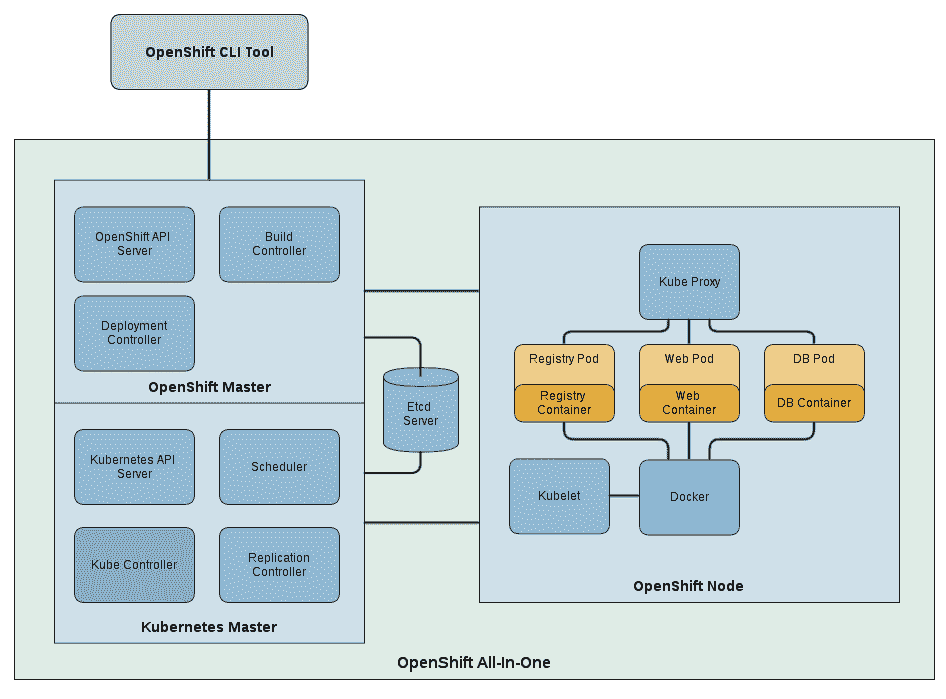 OpenShift CLI Tool
OpenShift API
Server
Build
Controller
Deployment
Controller
OpenShift Master
Kubernetes API
Server
Scheduler
Kube Controller
Replication
Controller
Kubernetes Master
Etcd
Server
Kube Proxy
Registry Pod
Web Pod
DB Pod
Registry
Container
Web
Container
DB Container
Kubelet
Docker
OpenShift Node
OpenShift All-In-One